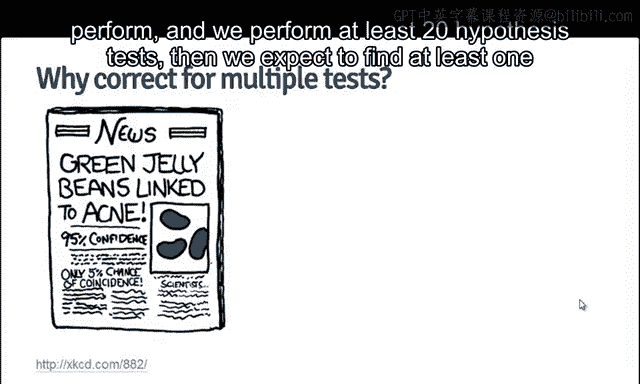 GPT中英字幕课程资源@bilibili.com
perform, and we perform at least 20 hypothesis
tests, then we expect to find at least one
Why correct for multiple tests?
NEWS
GREEN JELLY
BEANS LINKED
TO ACNE!
95% CONFIDENCE
ONLY 5% CHANCE
OF COINCIDENCE!
SCIENTISTS...
http://xkcd.com/882/